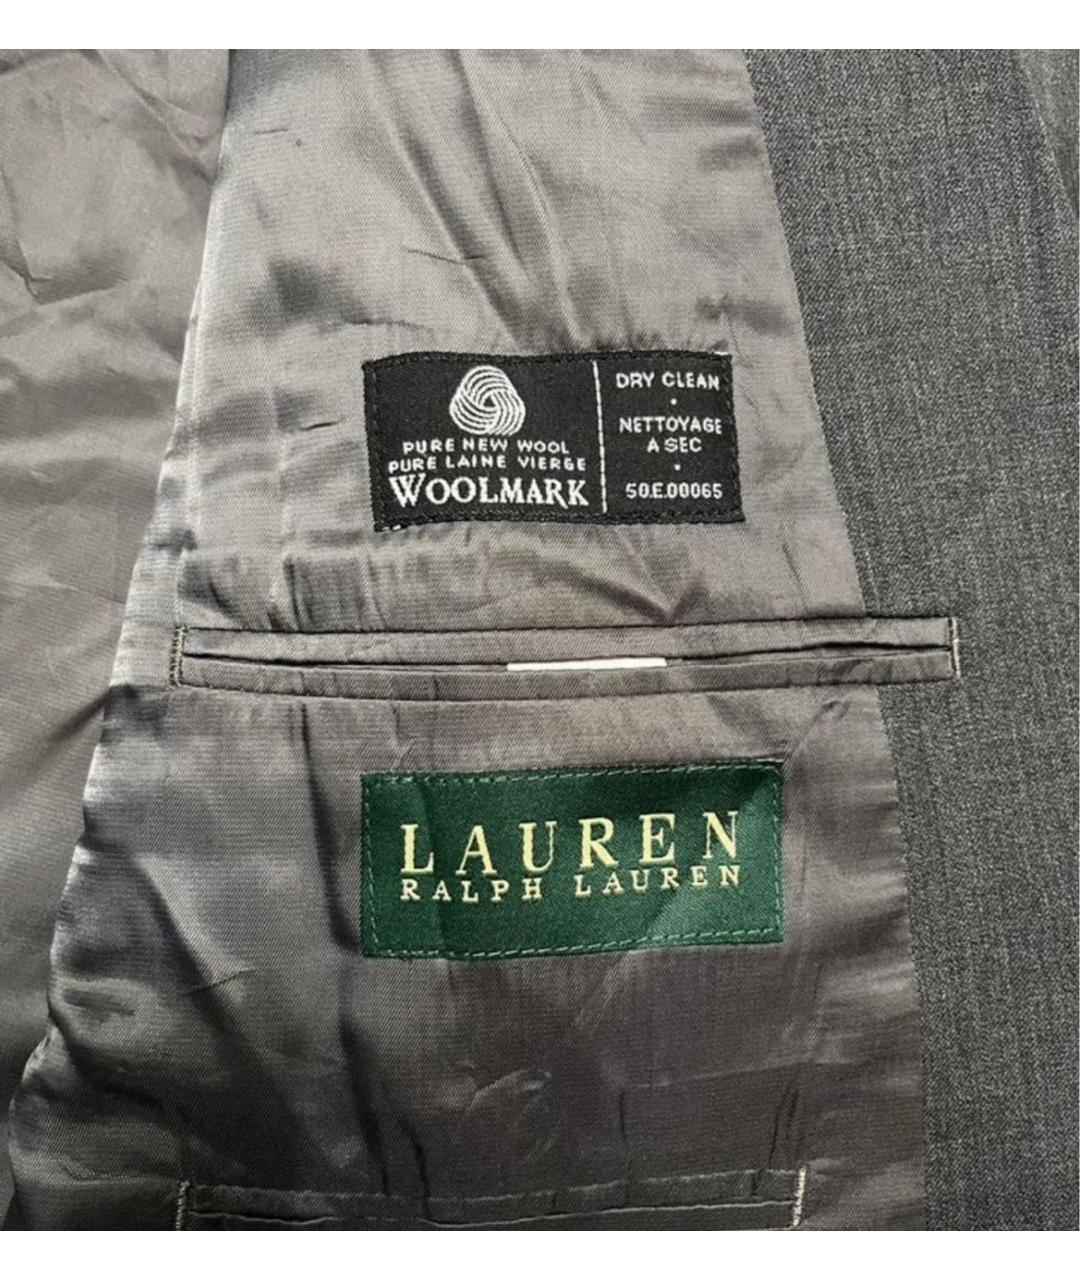 PURE NEW WOOL
PURE LAINE VIERGE
WOOLMARK
DRY CLEAN
•
NETTOYAGE
A SEC
•
50.E.00065
LAUREN
RALPH LAUREN